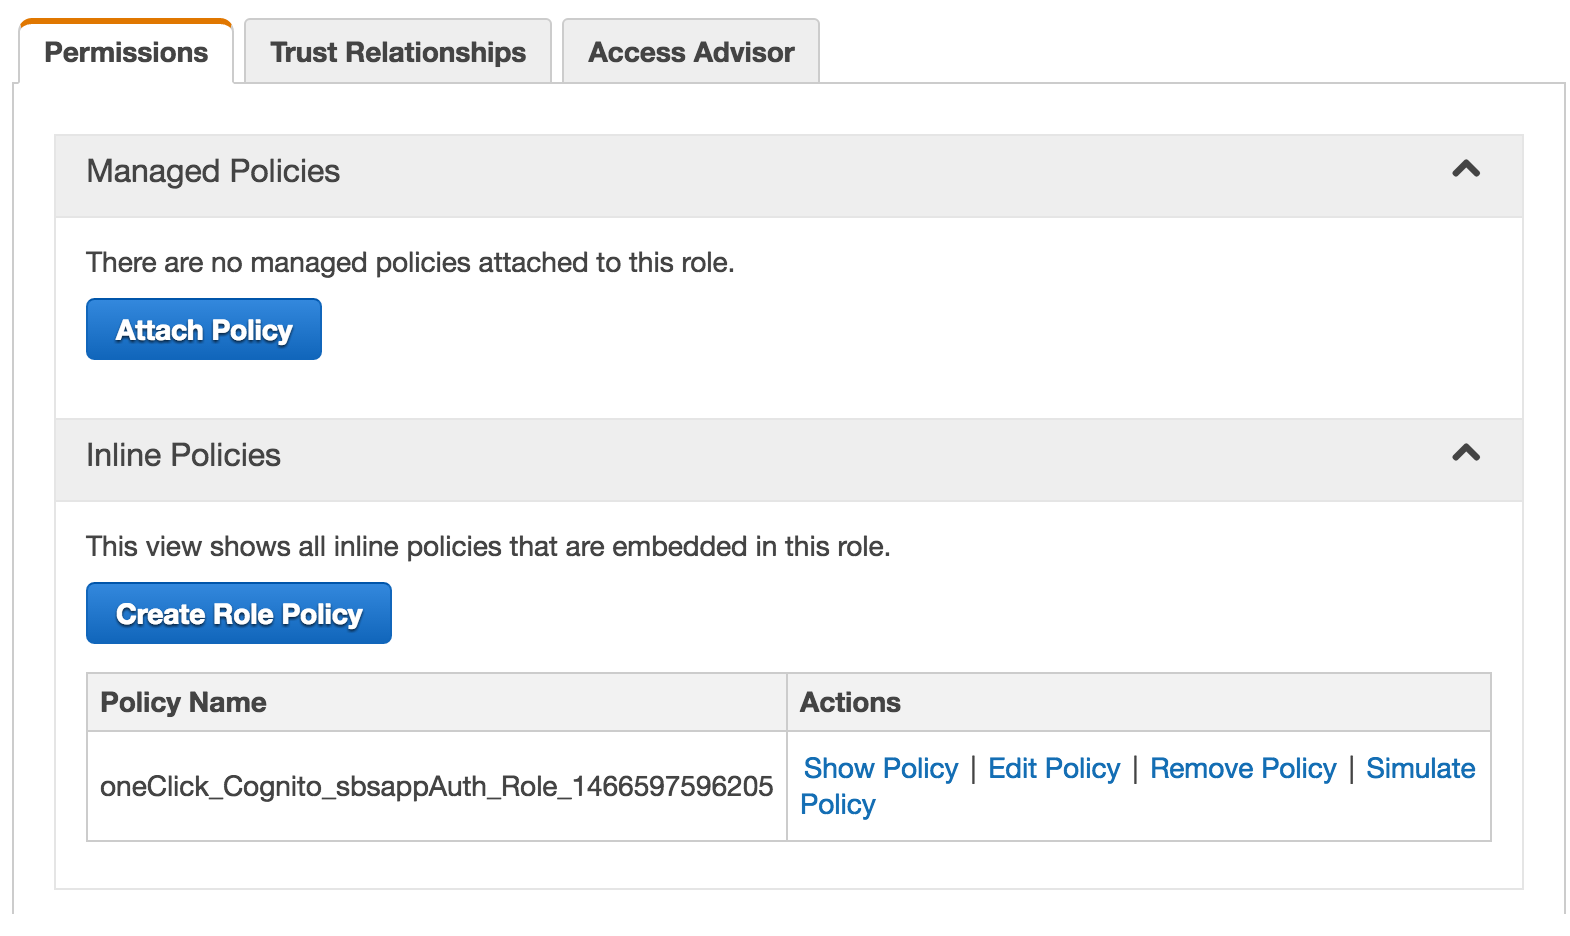 Permissions
Trust Relationships
Access Advisor
Managed Policies
There are no managed policies attached to this role.
Attach Policy
Inline Policies
This view shows all inline policies that are embedded in this role.
Create Role Policy
Policy Name
Actions
oneClick_Cognito_sbsappAuth_Role_1466597596205
Show Policy | Edit Policy | Remove Policy | Simulate
Policy